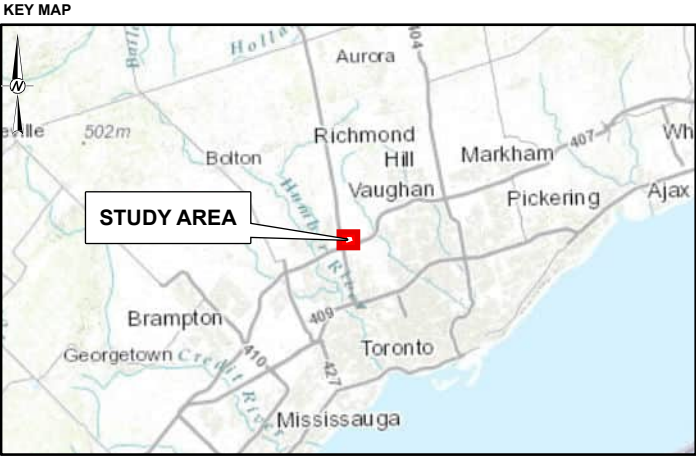 KEY MAP
N
Holla
404
Aurora
502m
Richmond
Hill
Bolton
Markham
407
Wh
Vaughan
Pickering
Ajax
Humber River
STUDY AREA
Brampton
409
Toronto
Georgetown
Credit River
410
427
Mississauga